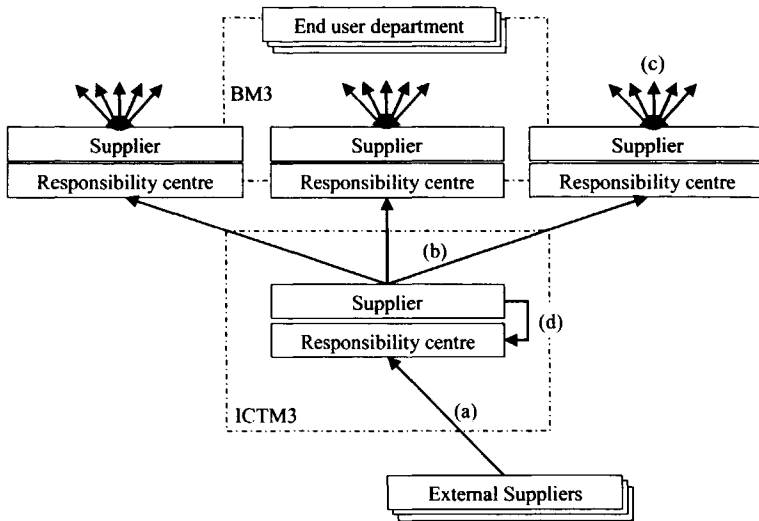 End user department
(c)
BM3
Supplier
Supplier
Supplier
Responsibility centre
Responsibility centre
Responsibility centre
(b)
Supplier
(d)
Responsibility centre
(a)
ICTM3
External Suppliers